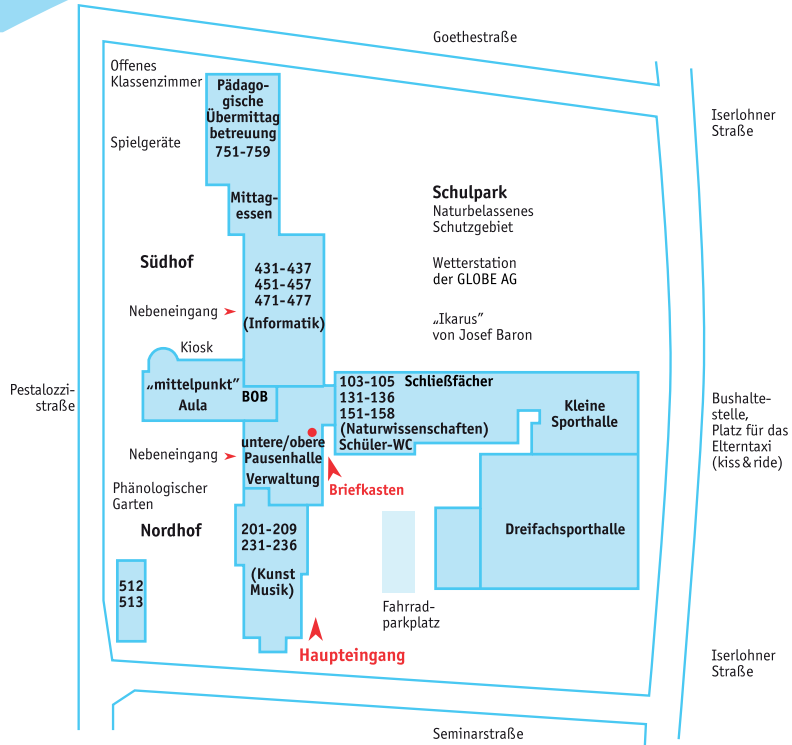 Goethestraße
Offenes
Klassenzimmer
Pädago-
gische
Übermittag
betreuung
751-759
Spielgeräte
Iserlohner
Straße
Mittag-
essen
Schulpark
Naturbelassenes
Schutzgebiet
Wetterstation
der GLOBE AG
„Ikarus”
von Josef Baron
Südhof
431-437
451-457
471-477
(Informatik)
Nebeneingang
Kiosk
Pestalozzi-
straße
„mittelpunkt”
Aula
BOB
103-105 Schließfächer
131-136
151-158
(Naturwissenschaften)
Schüler-WC
Kleine
Sporthalle
Bushalte-
stelle,
Platz für das
Elterntaxi
(kiss & ride)
untere/obere
Pausenhalle
Verwaltung
Nebeneingang
Briefkasten
Phänologischer
Garten
Nordhof
201-209
231-236
(Kunst
Musik)
Dreifachsporthalle
512
513
Fahrrad-
parkplatz
Haupteingang
Iserlohner
Straße
Seminarstraße